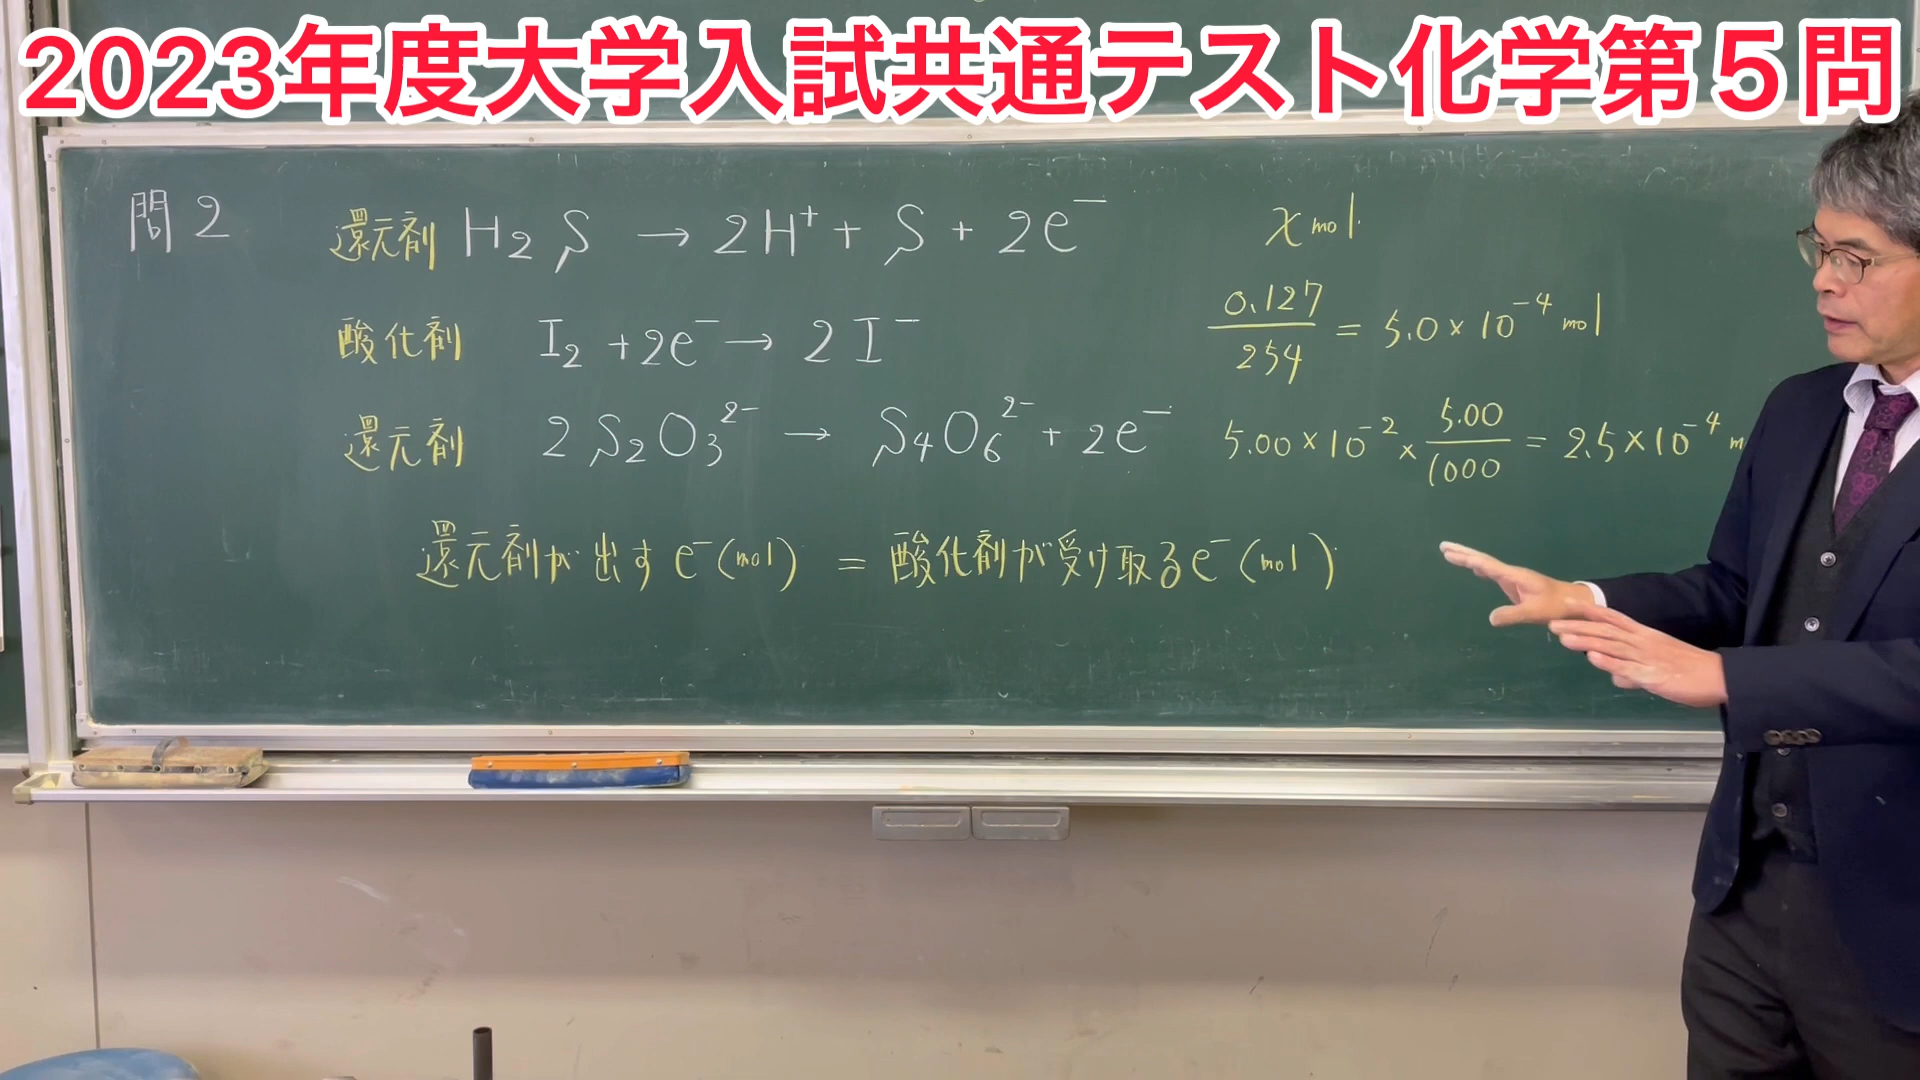 2023年度大学入試共通テスト化学第5問
問2
還元剤 H₂S → 2H⁺ + S + 2e⁻
x mol
酸化剤 I₂ + 2e⁻ → 2I⁻
0.127/254 = 5.0 × 10⁻⁴ mol
還元剤 2S₂O₃²⁻ → S₄O₆²⁻ + 2e⁻
5.00 × 10⁻² × 5.00/1000 = 2.5 × 10⁻⁴ m
還元剤が出すe⁻(mol) = 酸化剤が受け取るe⁻(mol)